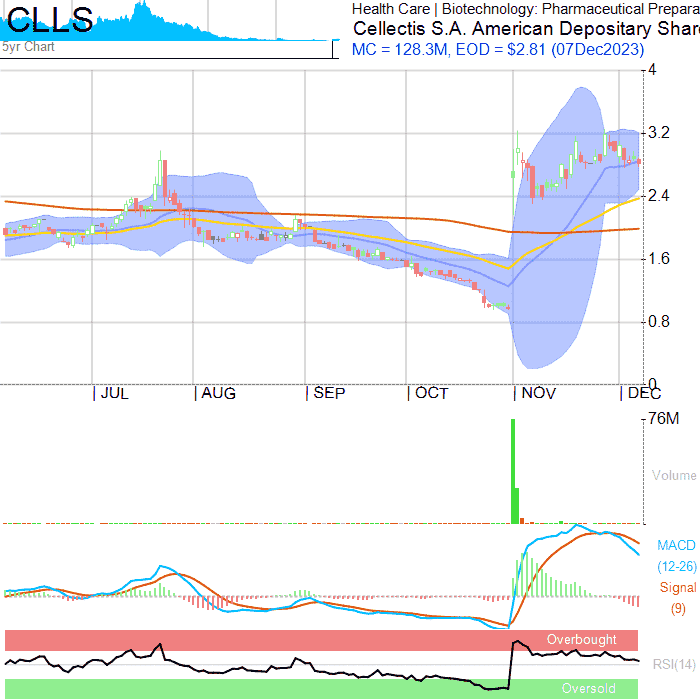 CLLS
5yr Chart
Health Care | Biotechnology: Pharmaceutical Prepara
Cellectis S.A. American Depositary Shar
MC = 128.3M, EOD = $2.81 (07Dec2023)
4
3.2
2.4
1.6
0.8
0
JUL AUG SEP OCT NOV DEC
76M
Volume
MACD
(12-26)
Signal
(9)
Overbought
RSI(14)
Oversold